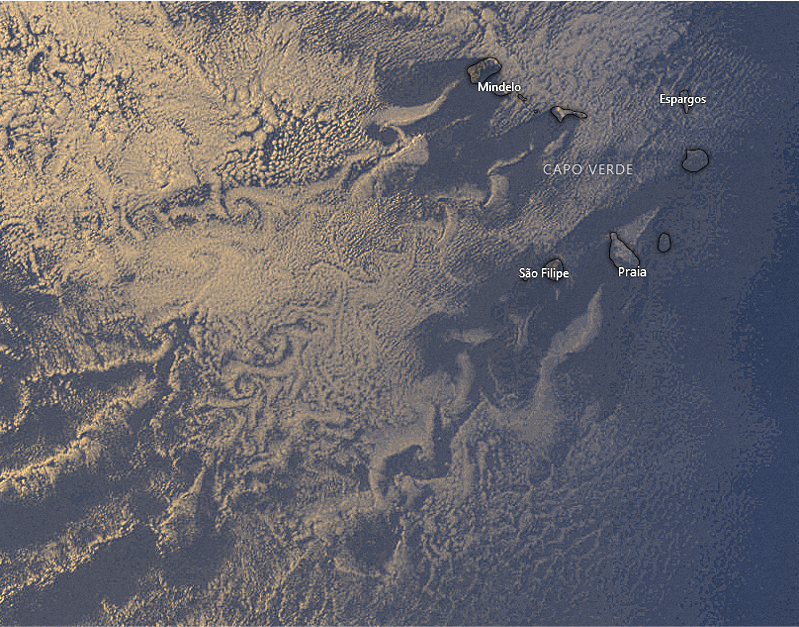 Mindelo
Espargos
CAPO VERDE
São Filipe
Praia